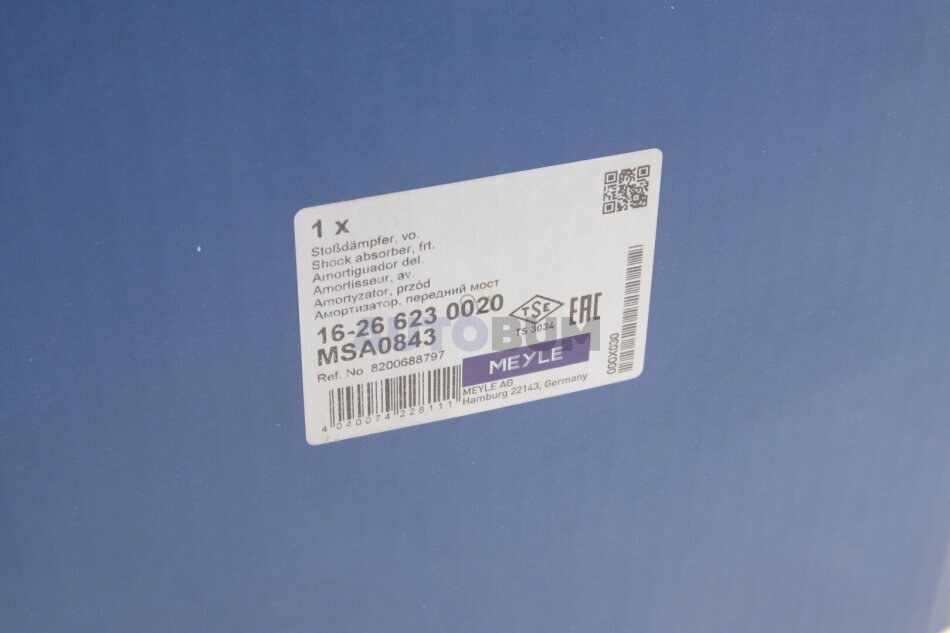 1 x
Stoßdämpfer, vo.
Shock absorber, frt.
Amortiguador del.
Amortisseur, av.
Amortyzator, przód
Амортизатор, передний мост
16-26 623 0020
MSA0843
Ref. No. 8200688797
TSE
TS 3034
EAC
AUTOBUM
®
MEYLE
MEYLE AG
Hamburg 22143, Germany
4 040074 228111
000X030